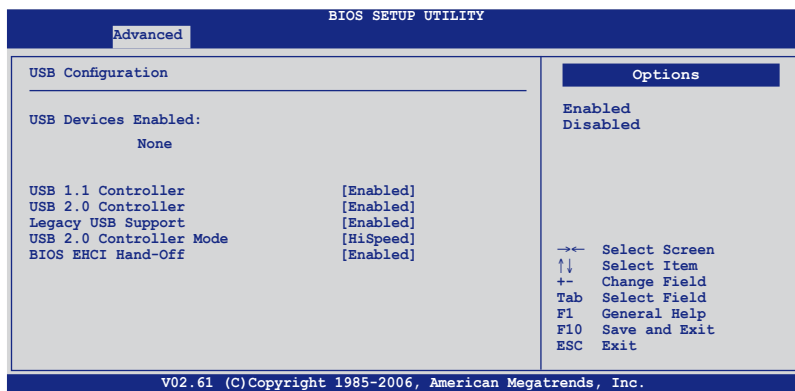 BIOS SETUP UTILITY
Advanced
USB Configuration
USB Devices Enabled:
None
USB 1.1 Controller [Enabled]
USB 2.0 Controller [Enabled]
Legacy USB Support [Enabled]
USB 2.0 Controller Mode [HiSpeed]
BIOS EHCI Hand-Off [Enabled]
Options
Enabled
Disabled
→← Select Screen
↑↓ Select Item
+- Change Field
Tab Select Field
F1 General Help
F10 Save and Exit
ESC Exit
V02.61 (C)Copyright 1985-2006, American Megatrends, Inc.